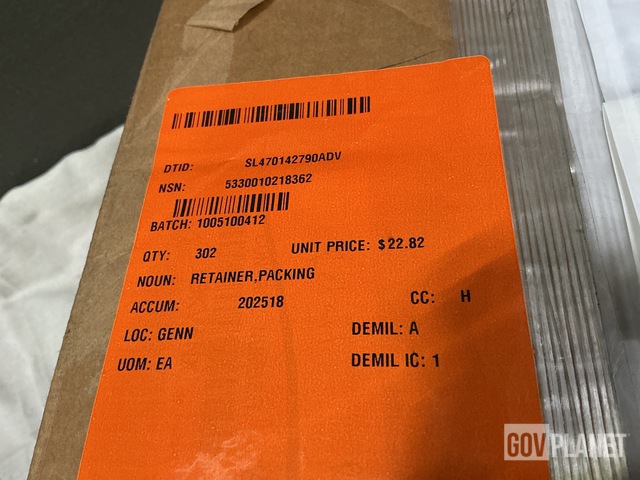 DTID: SL470142790ADV
NSN: 5330010218362
BATCH: 1005100412
QTY: 302 UNIT PRICE: $22.82
NOUN: RETAINER,PACKING
ACCUM: 202518 CC: H
LOC: GENN DEMIL: A
UOM: EA DEMIL IC: 1
GOVPLANET